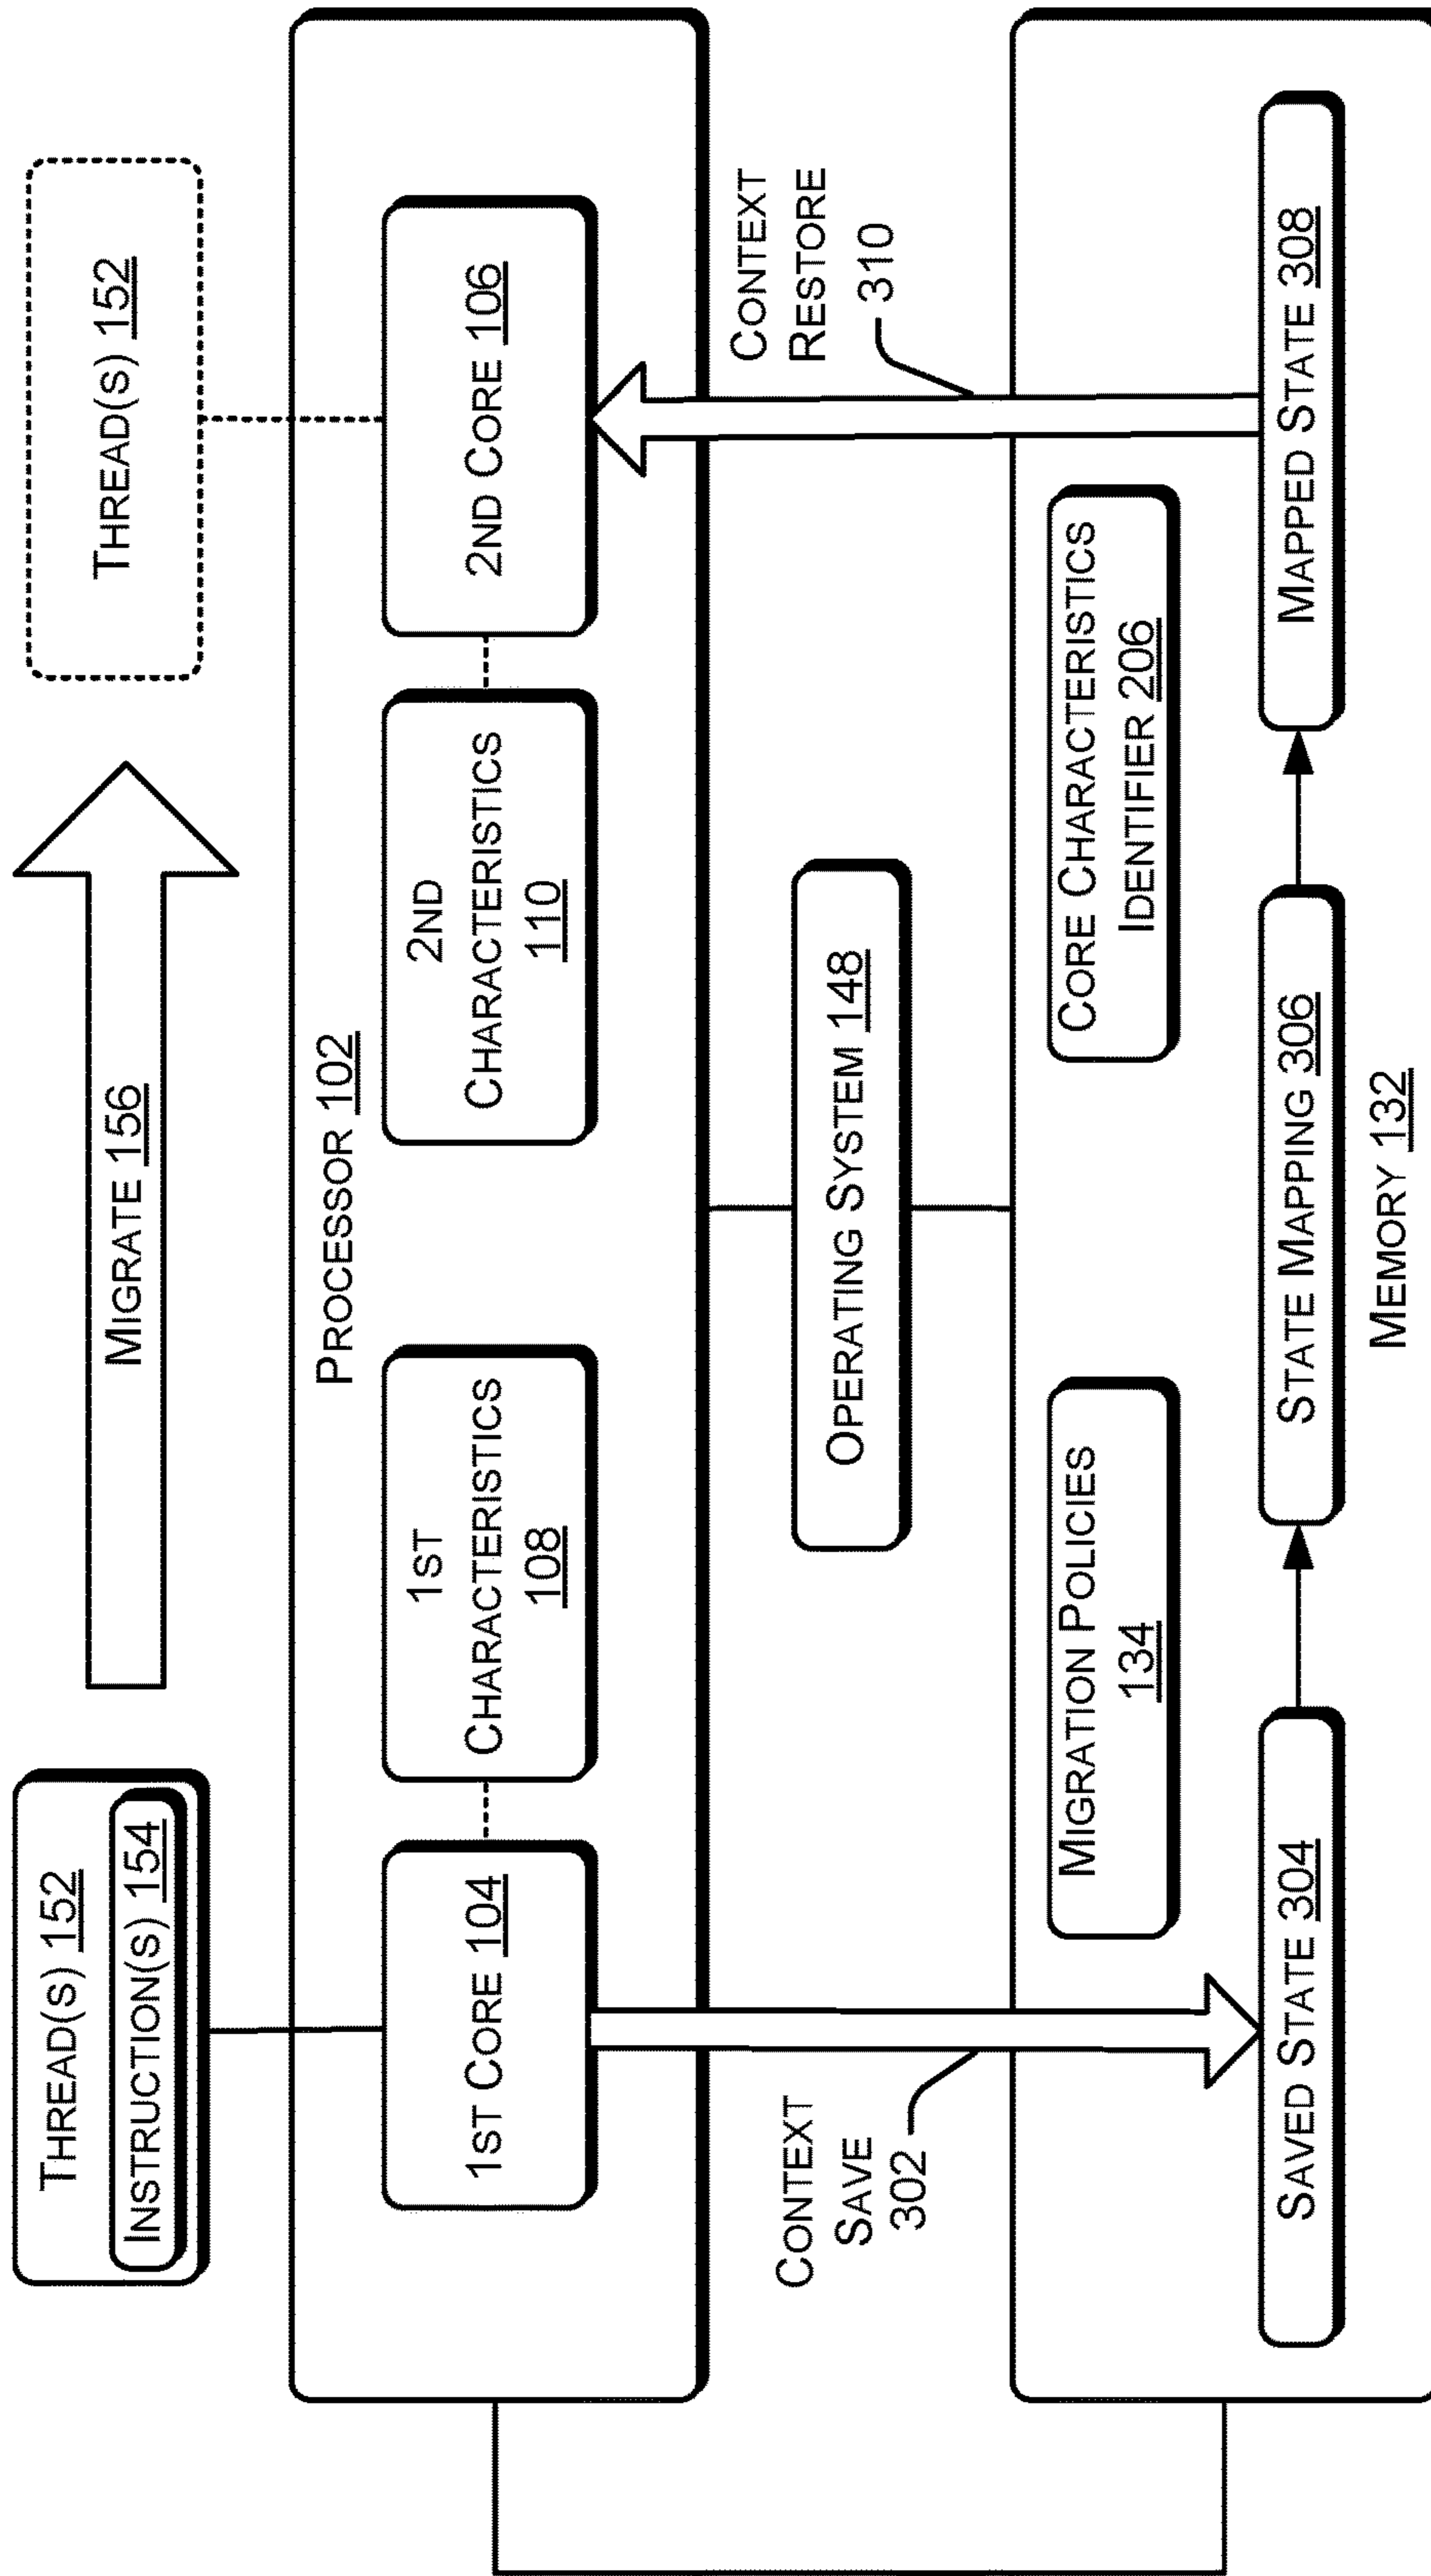 THREAD(S) 152
INSTRUCTION(S) 154
MIGRATE 156
THREAD(S) 152
PROCESSOR 102
1ST CORE 104
1ST
CHARACTERISTICS
108
2ND
CHARACTERISTICS
110
2ND CORE 106
CONTEXT
SAVE
302
OPERATING SYSTEM 148
CONTEXT
RESTORE
310
MIGRATION POLICIES
134
CORE CHARACTERISTICS
IDENTIFIER 206
SAVED STATE 304
STATE MAPPING 306
MAPPED STATE 308
MEMORY 132